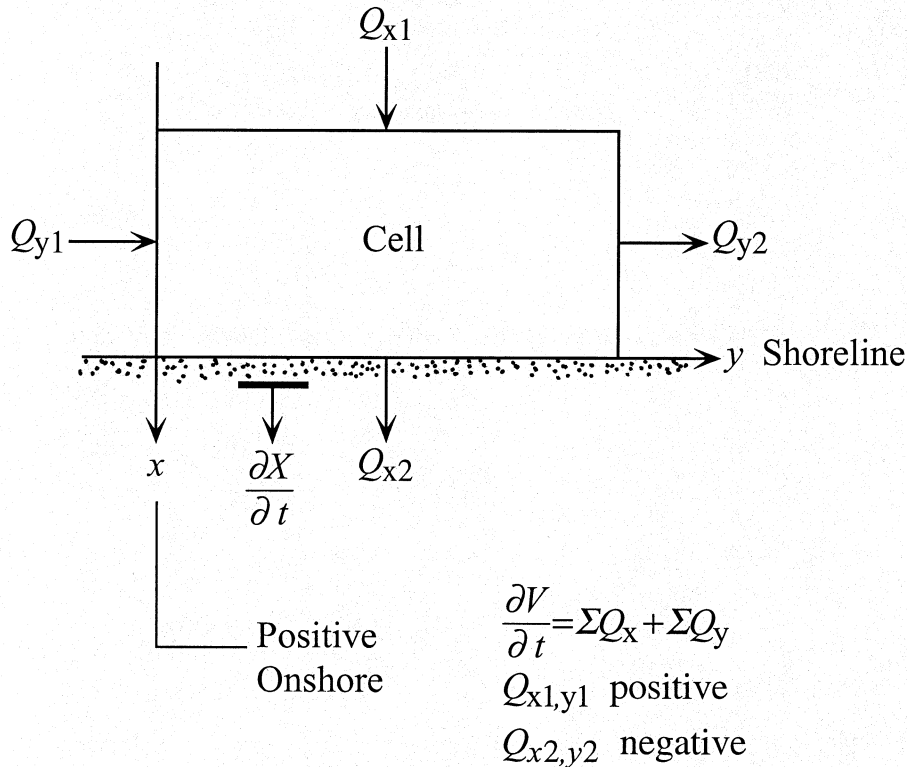 Qx1
Qy1
Cell
Qy2
y Shoreline
x
∂X
∂t
Qx2
Positive
Onshore
∂V
∂t
=ΣQx+ΣQy
Qx1,y1 positive
Qx2,y2 negative